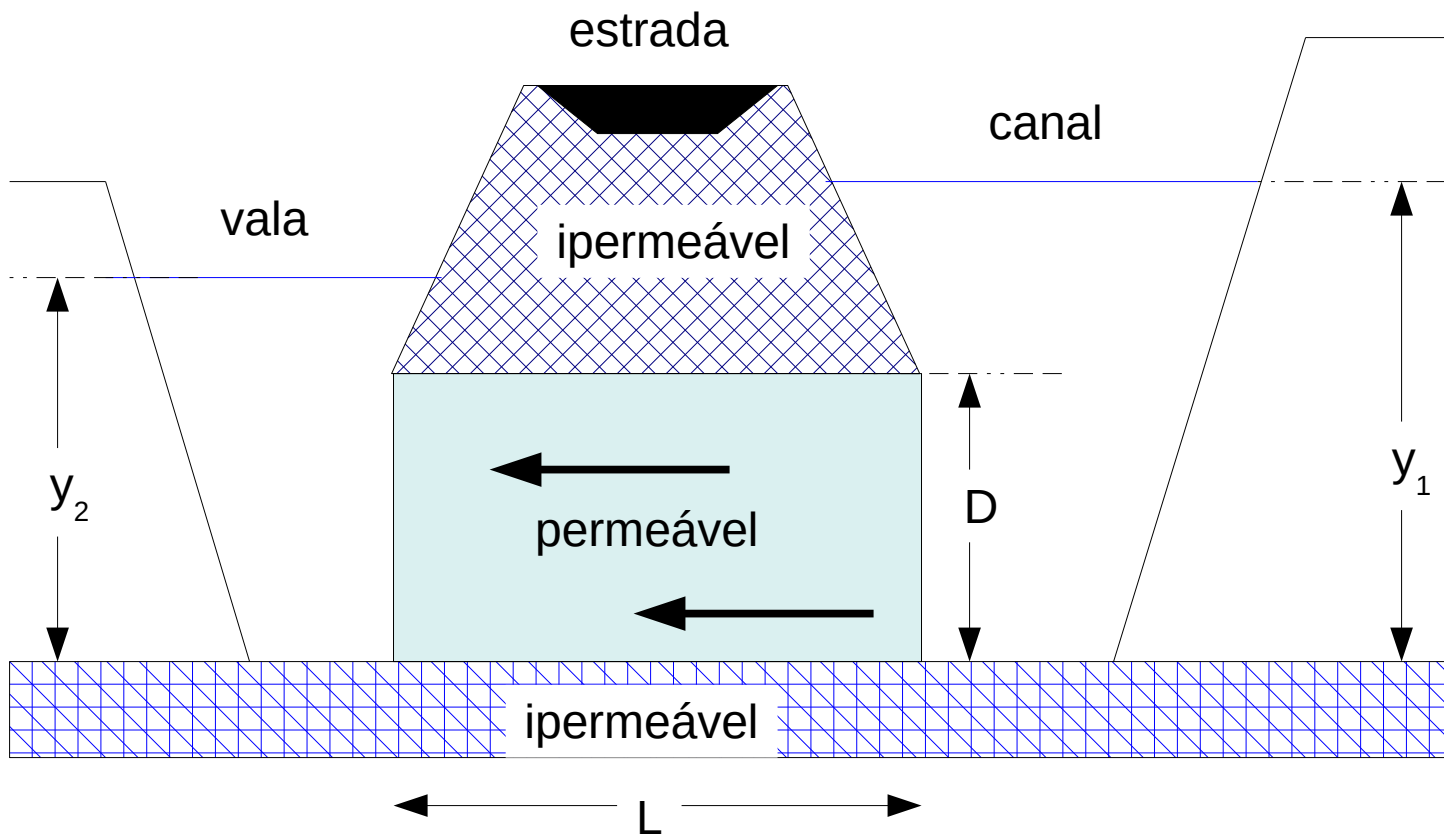 estrada
canal
vala
ipermeável
y2
permeável
D
y1
ipermeável
L